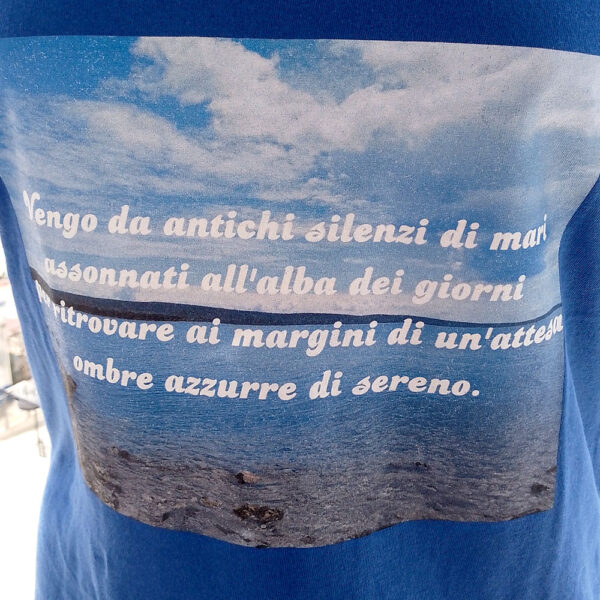 Vengo da antichi silenzi di mari
assonnati all'alba dei giorni
ritrovare ai margini di un'attesa
ombre azzurre di sereno.